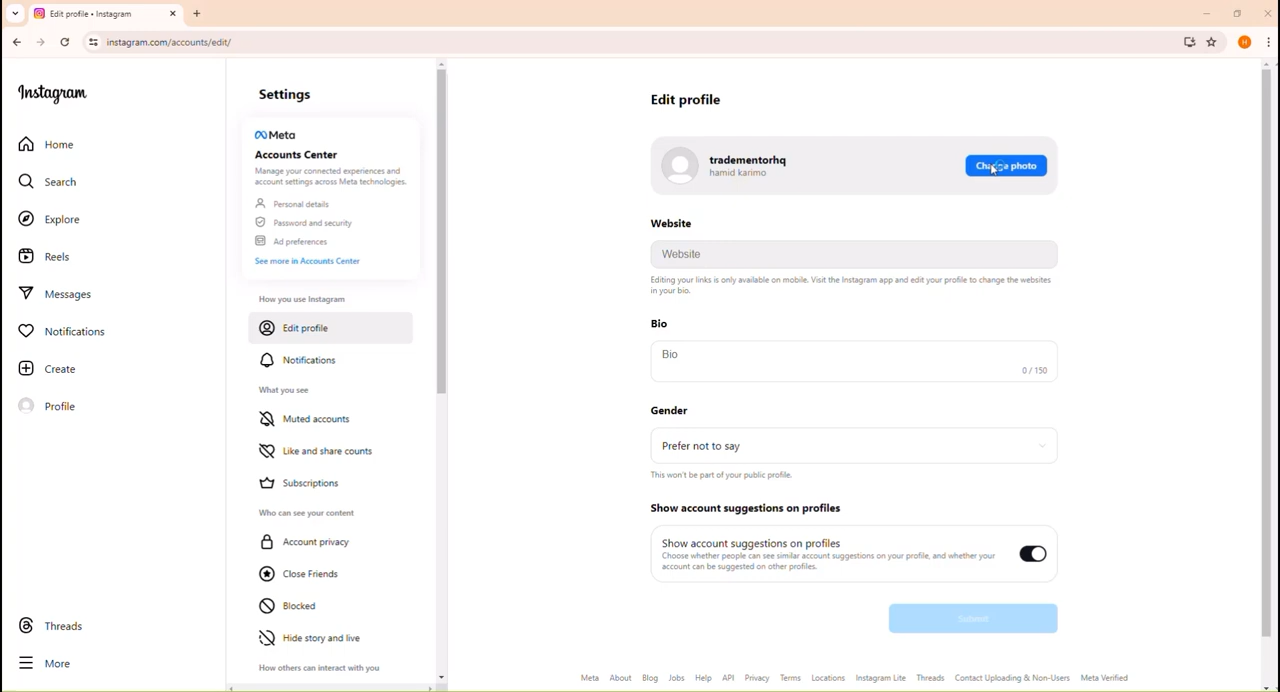 Edit profile • Instagram
instagram.com/accounts/edit/
H
Instagram
Home
Search
Explore
Reels
Messages
Notifications
Create
Profile
Threads
More
Settings
Meta
Accounts Center
Manage your connected experiences and
account settings across Meta technologies.
Personal details
Password and security
Ad preferences
See more in Accounts Center
How you use Instagram
Edit profile
Notifications
What you see
Muted accounts
Like and share counts
Subscriptions
Who can see your content
Account privacy
Close Friends
Blocked
Hide story and live
How others can interact with you
Edit profile
tradementorhq
hamid karimo
Change photo
Website
Website
Editing your links is only available on mobile. Visit the Instagram app and edit your profile to change the websites
in your bio.
Bio
Bio
0 / 150
Gender
Prefer not to say
This won't be part of your public profile.
Show account suggestions on profiles
Show account suggestions on profiles
Choose whether people can see similar account suggestions on your profile, and whether your
account can be suggested on other profiles.
Submit
Meta About Blog Jobs Help API Privacy Terms Locations Instagram Lite Threads Contact Uploading & Non-Users Meta Verified